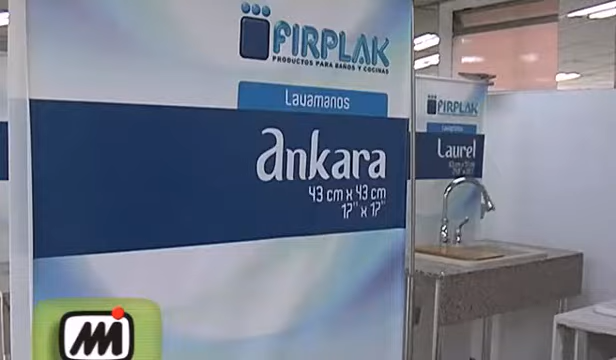 FIRPLAK
PRODUCTOS PARA BAÑOS Y COCINAS
Lavamanos
Ankara
43 cm x 43 cm
17" x 17"
FIRPLAK
Laurel
M